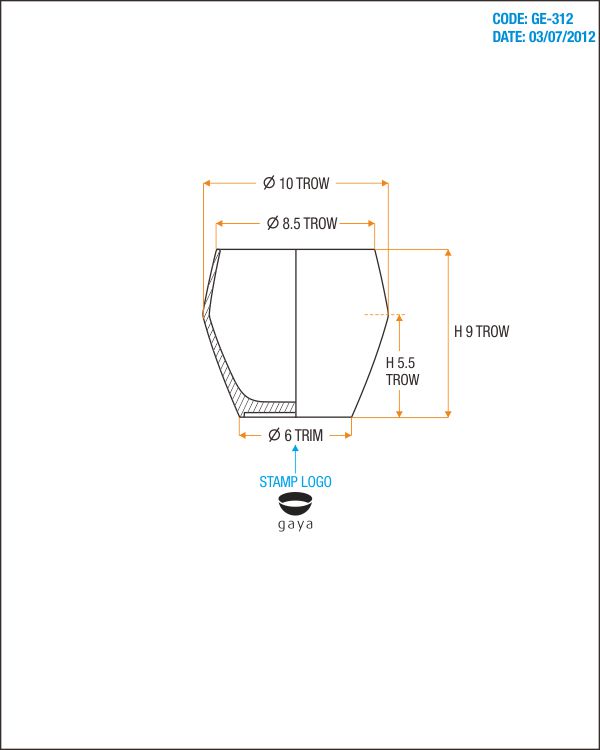 CODE: GE-312
DATE: 03/07/2012
Ø 10 TROW
Ø 8.5 TROW
H 9 TROW
H 5.5
TROW
Ø 6 TRIM
STAMP LOGO
gaya